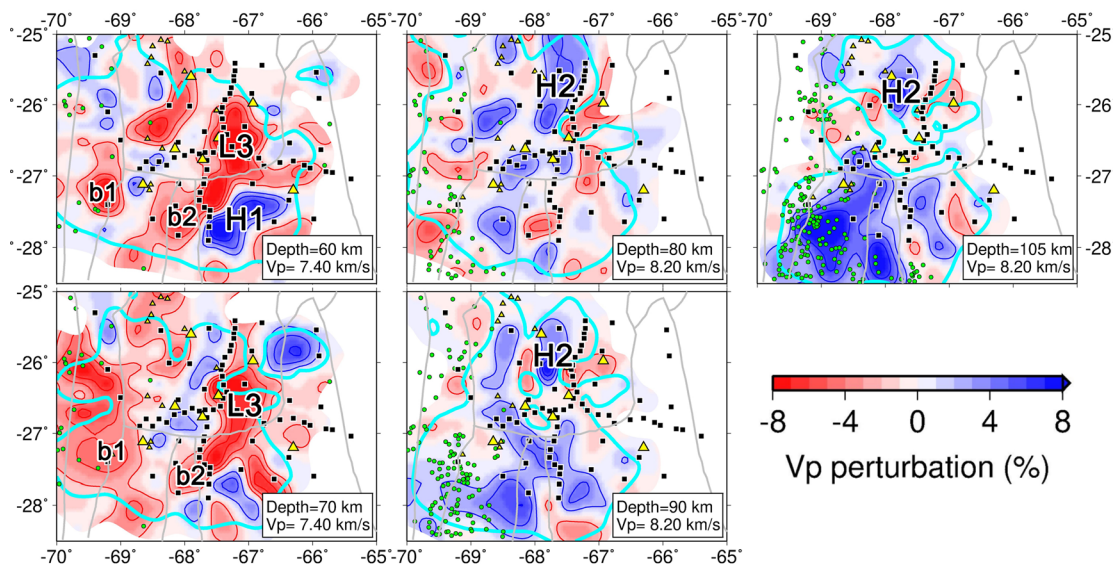 -70 -69 -68 -67 -66 -65
-70 -69 -68 -67 -66 -65
-70˚ -69˚ -68˚ -67˚ -66˚ -65˚
-25˚
-26˚
-27˚
-28˚
L3
b1
b2
H1
Depth=60 km
Vp= 7.40 km/s
H2
Depth=80 km
Vp= 8.20 km/s
-25
-26
-27
-28
H2
Depth=105 km
Vp= 8.20 km/s
-25˚
-26˚
-27˚
-28˚
L3
b1
b2
Depth=70 km
Vp= 7.40 km/s
-70 -69 -68 -67 -66 -65
H2
Depth=90 km
Vp= 8.20 km/s
-70 -69 -68 -67 -66 -65
-8 -4 0 4 8
Vp perturbation (%)